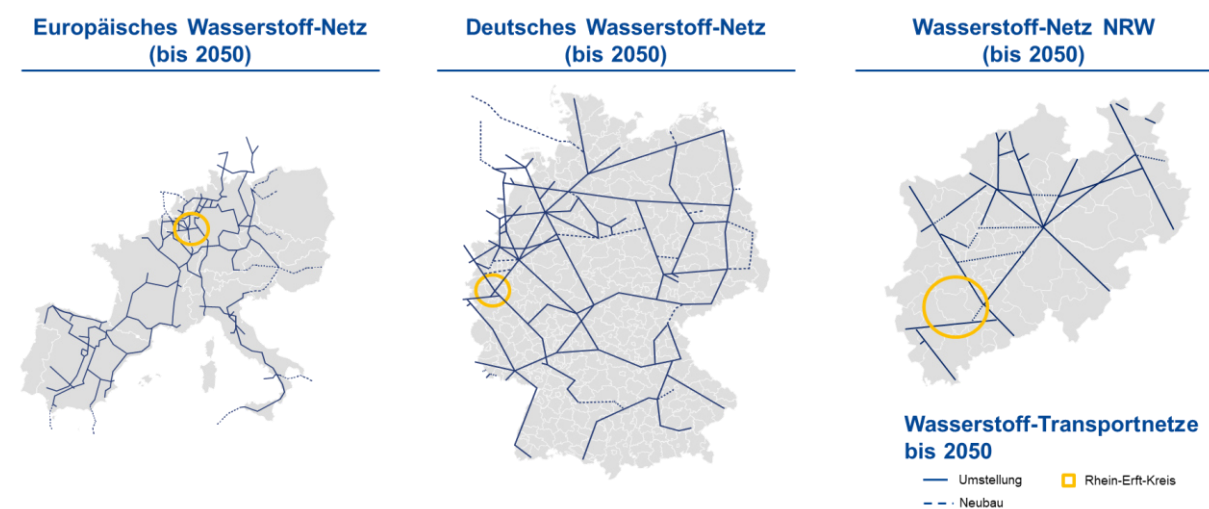 Europäisches Wasserstoff-Netz
(bis 2050)
Deutsches Wasserstoff-Netz
(bis 2050)
Wasserstoff-Netz NRW
(bis 2050)
Wasserstoff-Transportnetze
bis 2050
Umstellung
Rhein-Erft-Kreis
Neubau